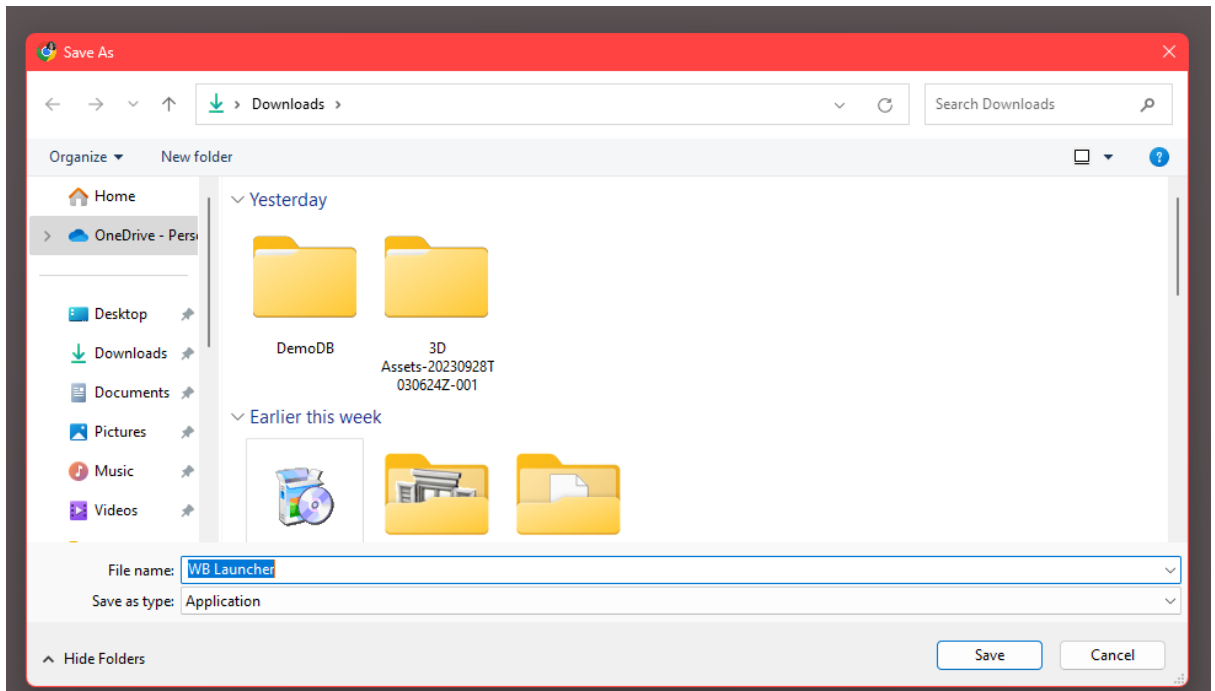 Save As
Downloads
Search Downloads
Organize
New folder
Home
OneDrive - Pers
Desktop
Downloads
Documents
Pictures
Music
Videos
Yesterday
DemoDB
3D
Assets-20230928T
030624Z-001
Earlier this week
File name: WB Launcher
Save as type: Application
Hide Folders
Save
Cancel